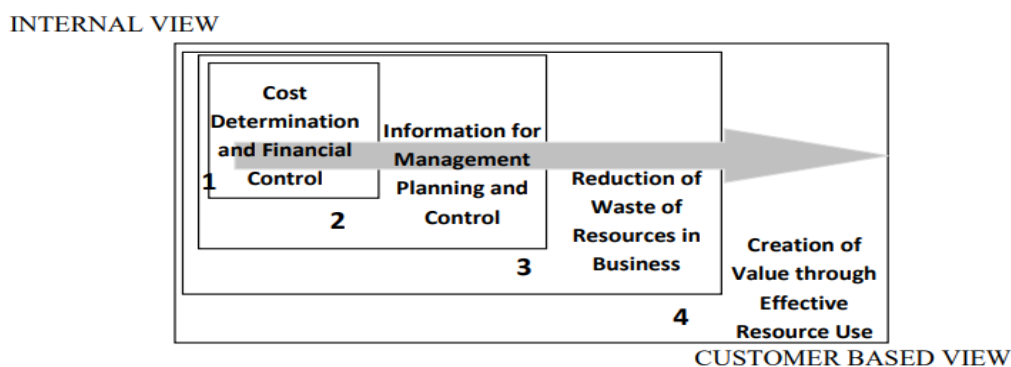 INTERNAL VIEW
Cost
Determination
and Financial
Control
1
Information for
Management
Planning and
Control
2
Reduction of
Waste of
Resources in
Business
3
Creation of
Value through
Effective
Resource Use
4
CUSTOMER BASED VIEW